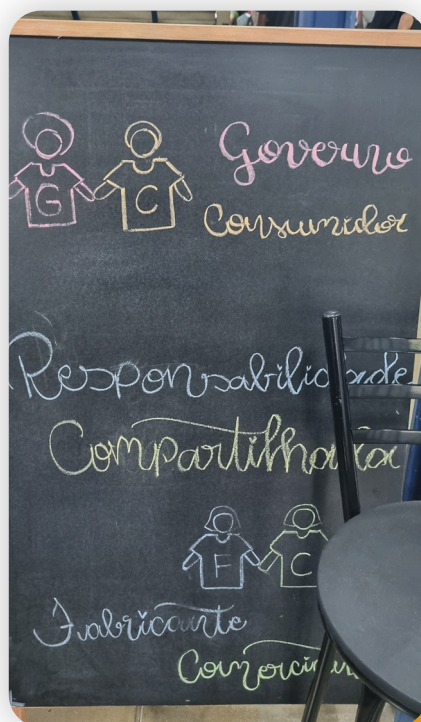 G C
Governo
Consumidor
Responsabilidade
Compartilhada
F C
Fabricante